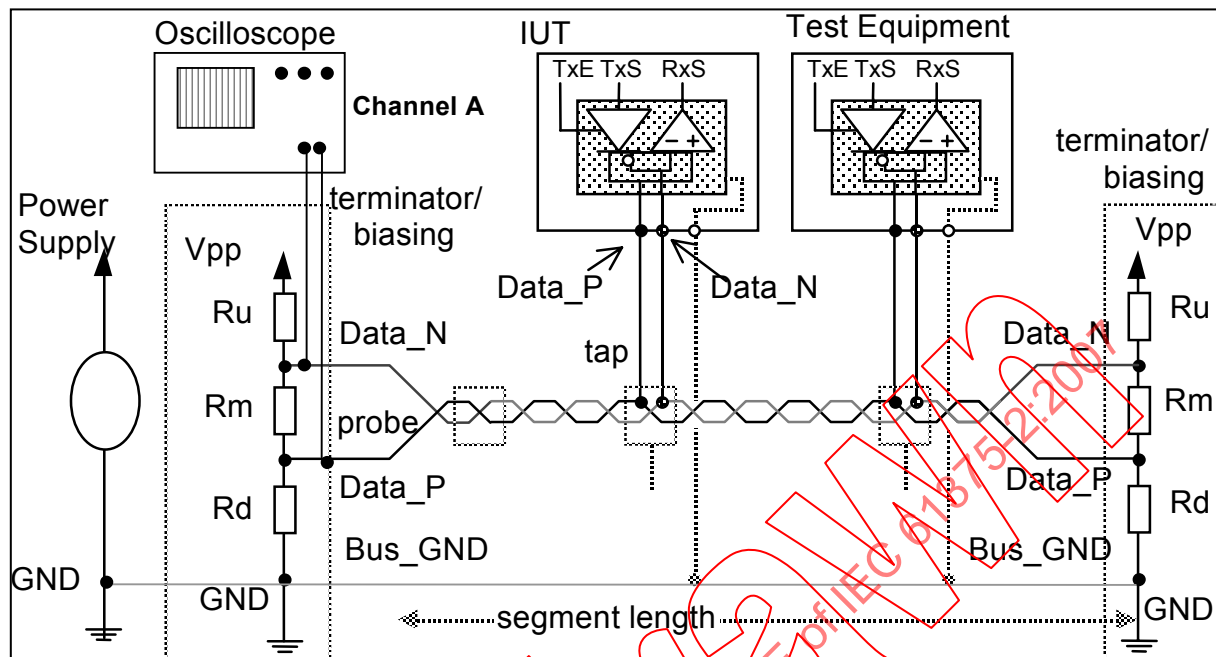 Oscilloscope
IUT
Test Equipment
TxE TxS RxS
TxE TxS RxS
Channel A
terminator/
biasing
terminator/
biasing
Power
Supply
Vpp
Vpp
Data_P
Data_N
Ru
Ru
Data_N
Data_N
tap
Rm
Rm
probe
Data_P
Data_P
Rd
Rd
Bus_GND
Bus_GND
GND
GND
GND
segment length
of IEC 61375-2:2007